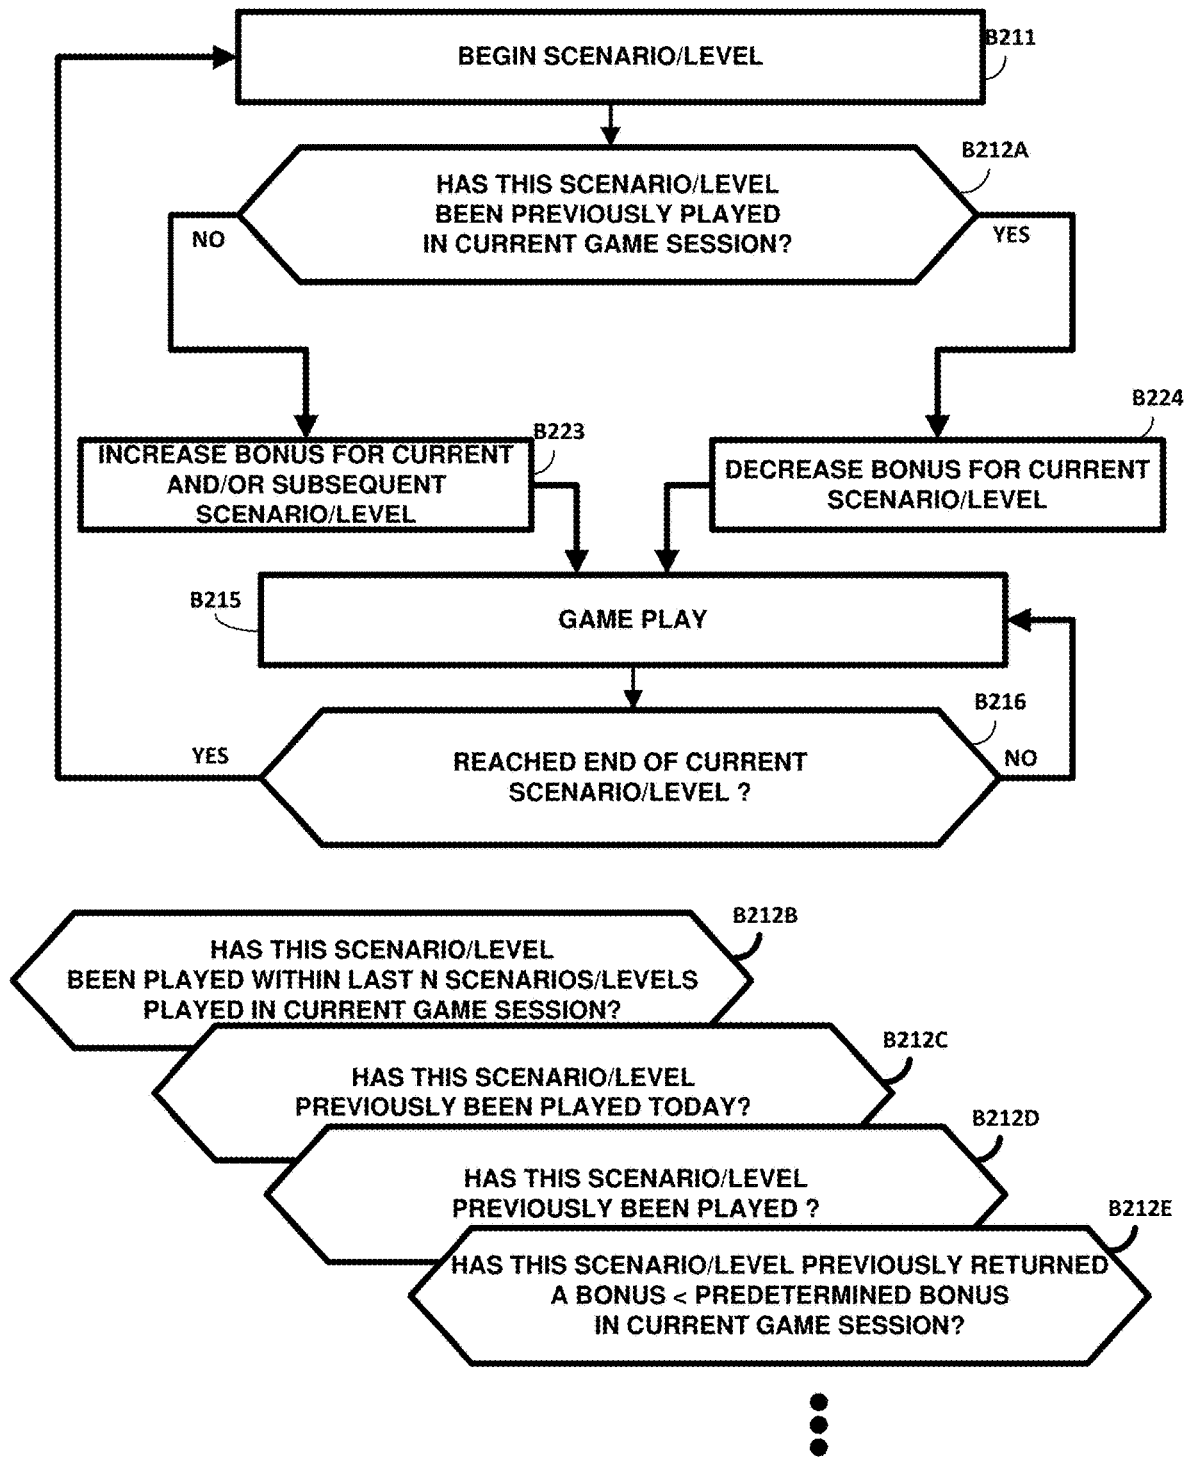 BEGIN SCENARIO/LEVEL
B211
B212A
HAS THIS SCENARIO/LEVEL
BEEN PREVIOUSLY PLAYED
IN CURRENT GAME SESSION?
NO
YES
B223
INCREASE BONUS FOR CURRENT
AND/OR SUBSEQUENT
SCENARIO/LEVEL
B224
DECREASE BONUS FOR CURRENT
SCENARIO/LEVEL
B215
GAME PLAY
B216
REACHED END OF CURRENT
SCENARIO/LEVEL ?
YES
NO
B212B
HAS THIS SCENARIO/LEVEL
BEEN PLAYED WITHIN LAST N SCENARIOS/LEVELS
PLAYED IN CURRENT GAME SESSION?
B212C
HAS THIS SCENARIO/LEVEL
PREVIOUSLY BEEN PLAYED TODAY?
B212D
HAS THIS SCENARIO/LEVEL
PREVIOUSLY BEEN PLAYED ?
B212E
HAS THIS SCENARIO/LEVEL PREVIOUSLY RETURNED
A BONUS < PREDETERMINED BONUS
IN CURRENT GAME SESSION?